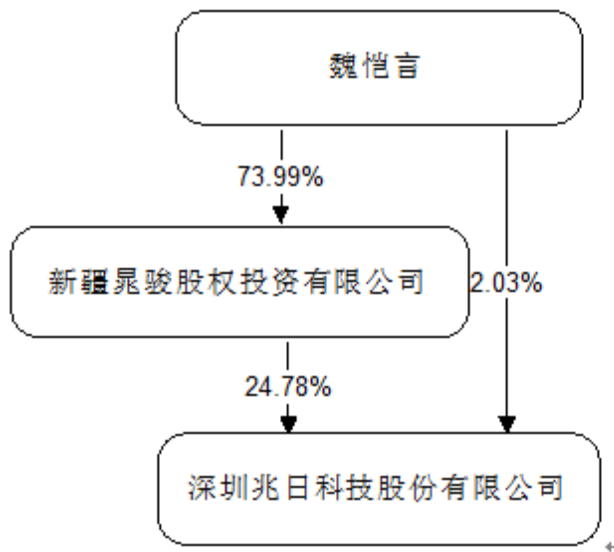 魏恺言
73.99%
新疆晁骏股权投资有限公司
2.03%
24.78%
深圳兆日科技股份有限公司